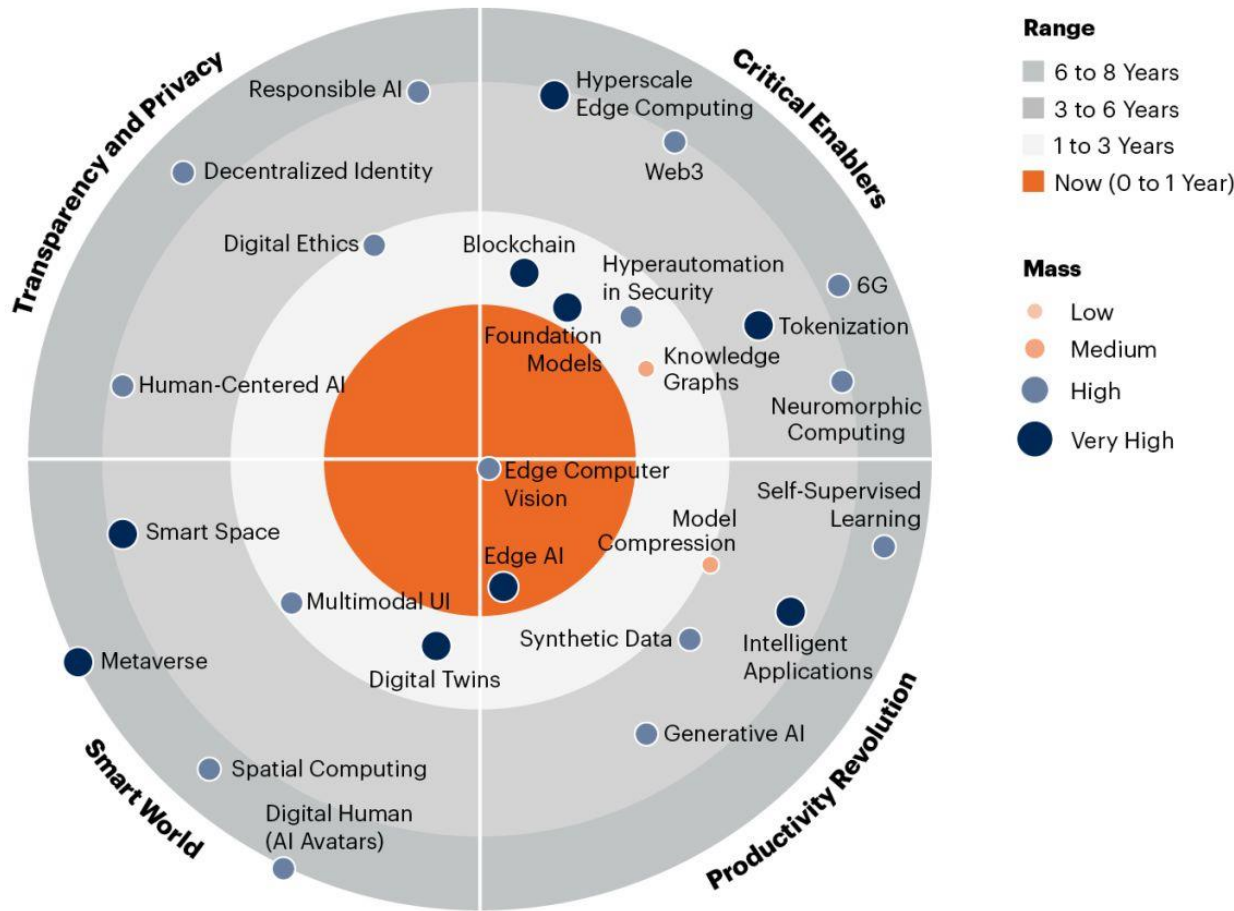 Transparency and Privacy
Responsible AI
Decentralized Identity
Digital Ethics
Human-Centered AI
Critical Enablers
Hyperscale
Edge Computing
Web3
Blockchain
Hyperautomation
in Security
6G
Foundation
Models
Tokenization
Knowledge
Graphs
Neuromorphic
Computing
Smart World
Smart Space
Multimodal UI
Metaverse
Digital Twins
Spatial Computing
Digital Human
(AI Avatars)
Productivity Revolution
Edge Computer
Vision
Self-Supervised
Learning
Model
Compression
Edge AI
Synthetic Data
Intelligent
Applications
Generative AI
Range
6 to 8 Years
3 to 6 Years
1 to 3 Years
Now (0 to 1 Year)
Mass
Low
Medium
High
Very High